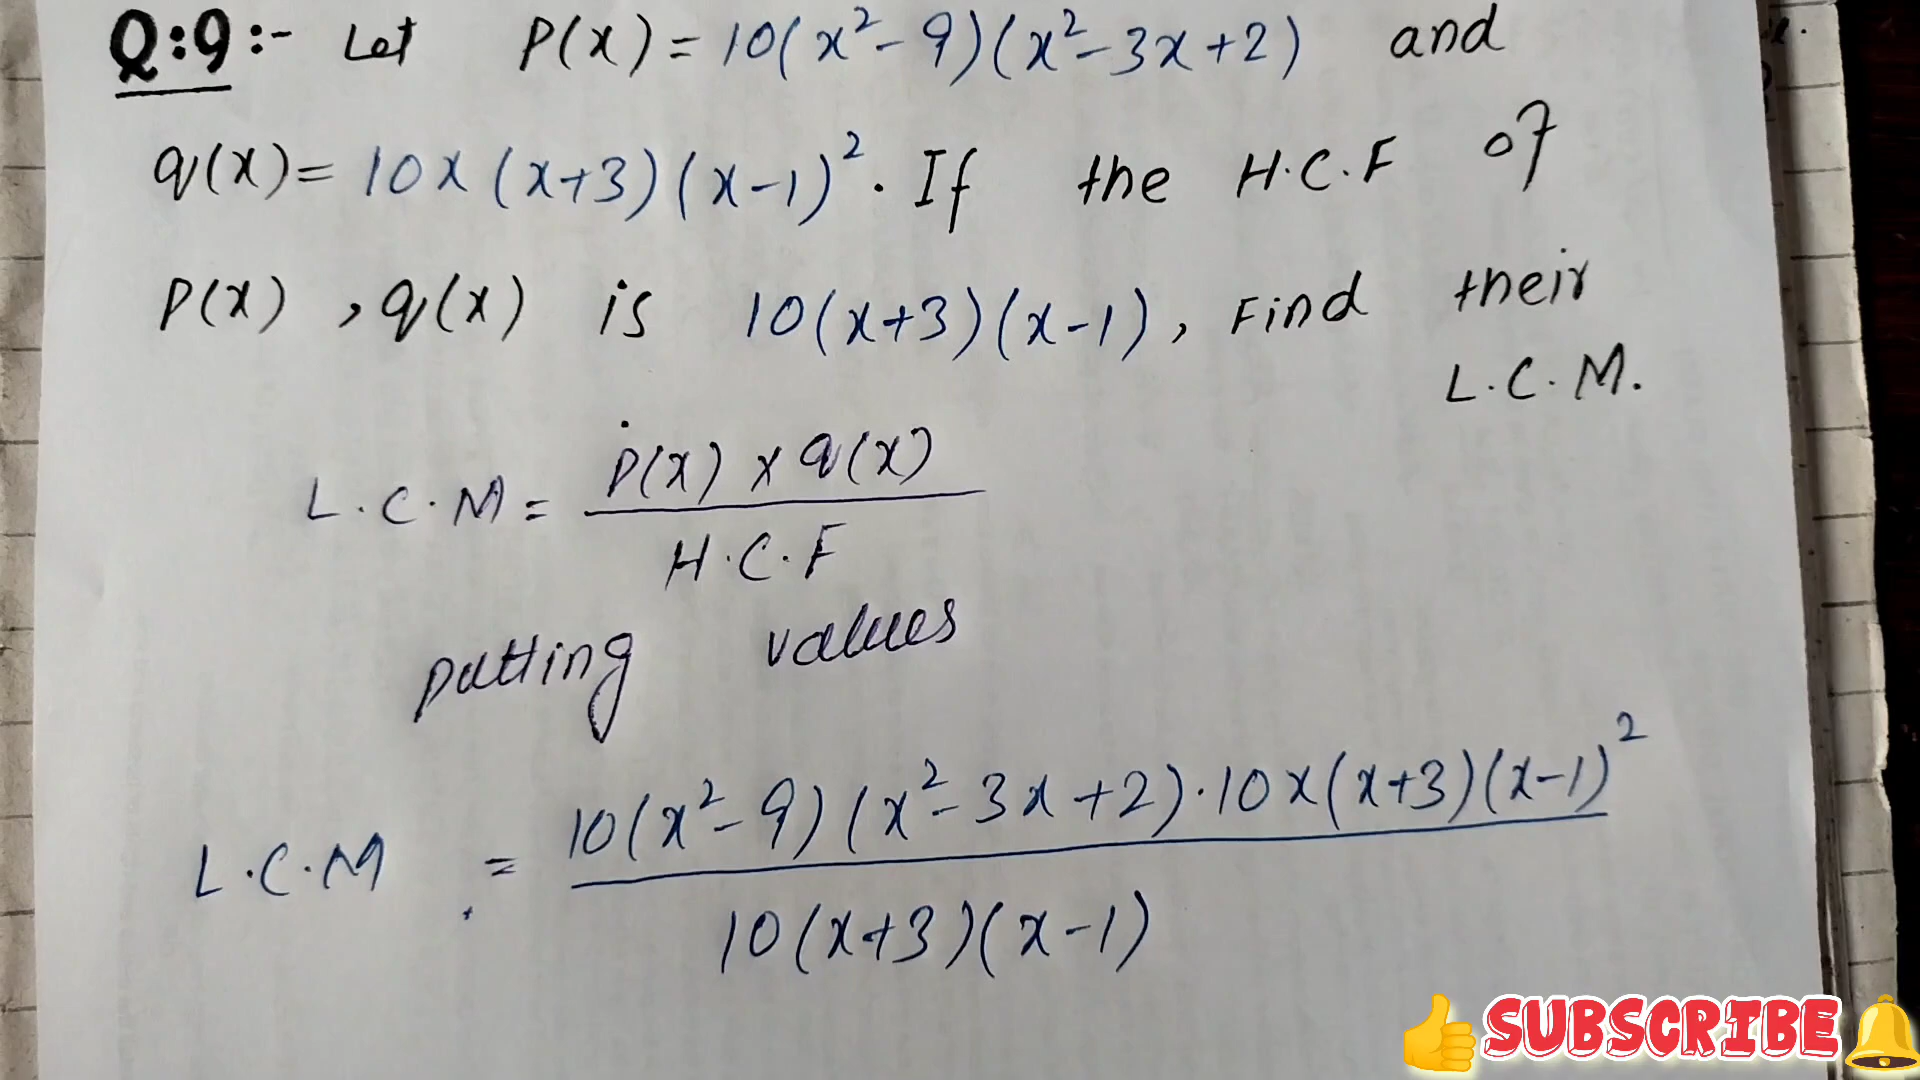 Q:9:- Let P(x) = 10(x²-9)(x²-3x+2) and
q(x) = 10x(x+3)(x-1)². If the H.C.F of
P(x), q(x) is 10(x+3)(x-1), Find their
L.C.M.
L.C.M = P(x) x q(x)
H.C.F
putting values
L.C.M = 10(x²-9)(x²-3x+2).10x(x+3)(x-1)²
10(x+3)(x-1)
SUBSCRIBE